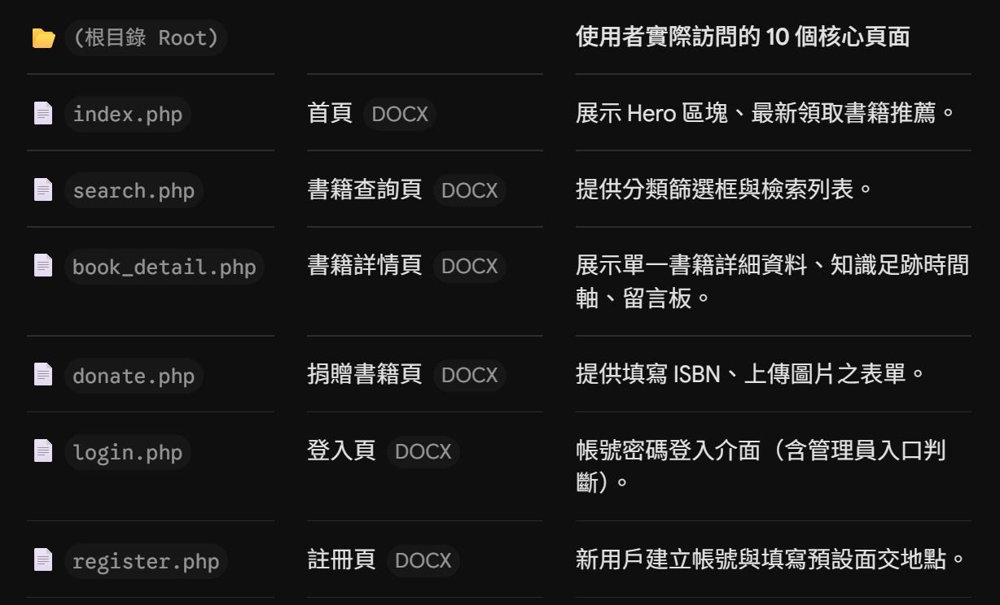 (根目錄 Root) 使用者實際訪問的 10 個核心頁面
index.php 首頁 DOCX 展示 Hero 區塊、最新領取書籍推薦。
search.php 書籍查詢頁 DOCX 提供分類篩選框與檢索列表。
book_detail.php 書籍詳情頁 DOCX 展示單一書籍詳細資料、知識足跡時間
軸、留言板。
donate.php 捐贈書籍頁 DOCX 提供填寫 ISBN、上傳圖片之表單。
login.php 登入頁 DOCX 帳號密碼登入介面（含管理員入口判
斷）。
register.php 註冊頁 DOCX 新用戶建立帳號與填寫預設面交地點。